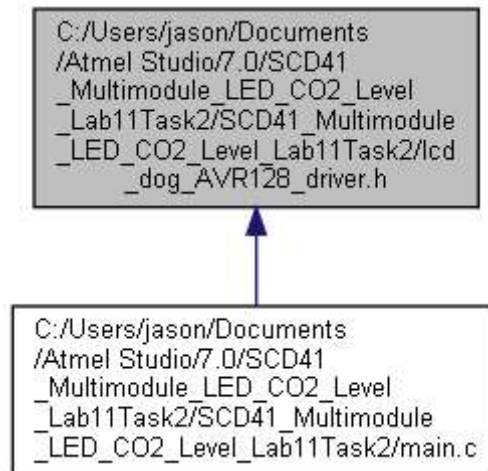 C:/Users/jason/Documents
/Atmel Studio/7.0/SCD41
_Multimodule_LED_CO2_Level
_Lab11Task2/SCD41_Multimodule
_LED_CO2_Level_Lab11Task2/lcd
_dog_AVR128_driver.h
C:/Users/jason/Documents
/Atmel Studio/7.0/SCD41
_Multimodule_LED_CO2_Level
_Lab11Task2/SCD41_Multimodule
_LED_CO2_Level_Lab11Task2/main.c